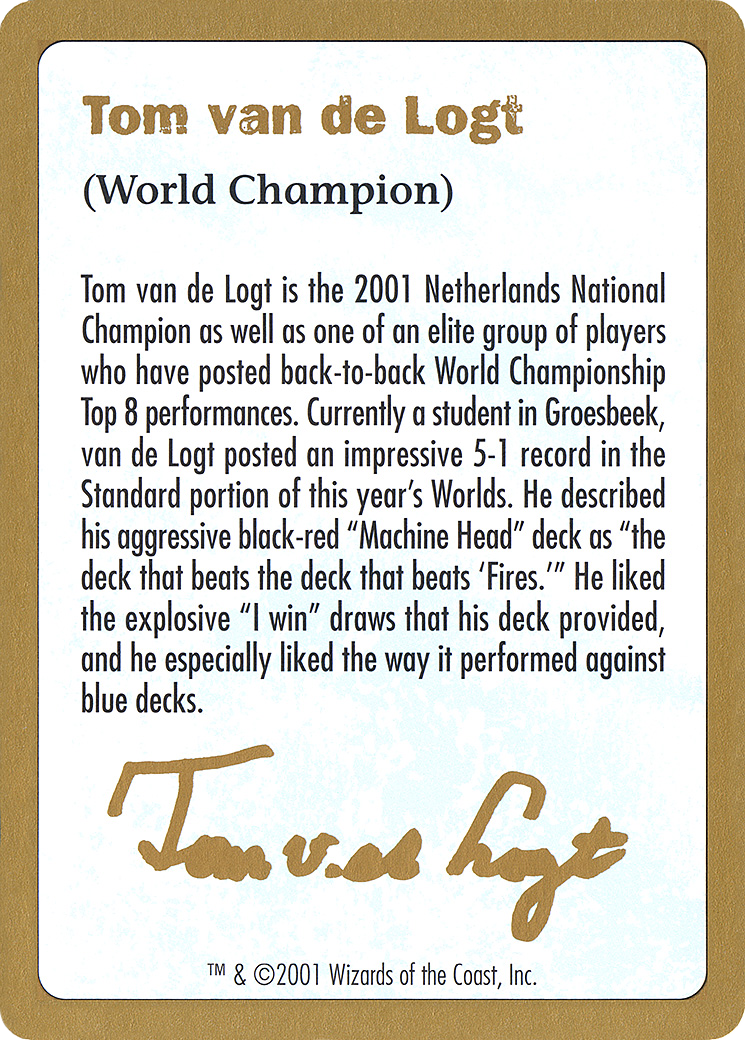 Tom van de Logt
(World Champion)
Tom van de Logt is the 2001 Netherlands National
Champion as well as one of an elite group of players
who have posted back-to-back World Championship
Top 8 performances. Currently a student in Groesbeek,
van de Logt posted an impressive 5-1 record in the
Standard portion of this year's Worlds. He described
his aggressive black-red “Machine Head” deck as “the
deck that beats the deck that beats ‘Fires.’” He liked
the explosive “I win” draws that his deck provided,
and he especially liked the way it performed against
blue decks.
Tom v.de Logt
™ & ©2001 Wizards of the Coast, Inc.